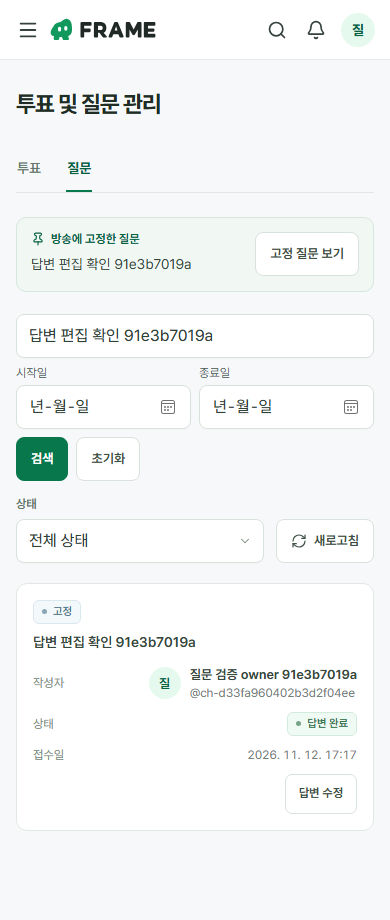 FRAME
질
투표 및 질문 관리
투표
질문
방송에 고정한 질문
답변 편집 확인 91e3b7019a
고정 질문 보기
답변 편집 확인 91e3b7019a
시작일
종료일
년-월-일
년-월-일
검색
초기화
상태
전체 상태
새로고침
고정
답변 편집 확인 91e3b7019a
작성자
질
질문 검증 owner 91e3b7019a
@ch-d33fa960402b3d2f04ee
상태
답변 완료
접수일
2026. 11. 12. 17:17
답변 수정